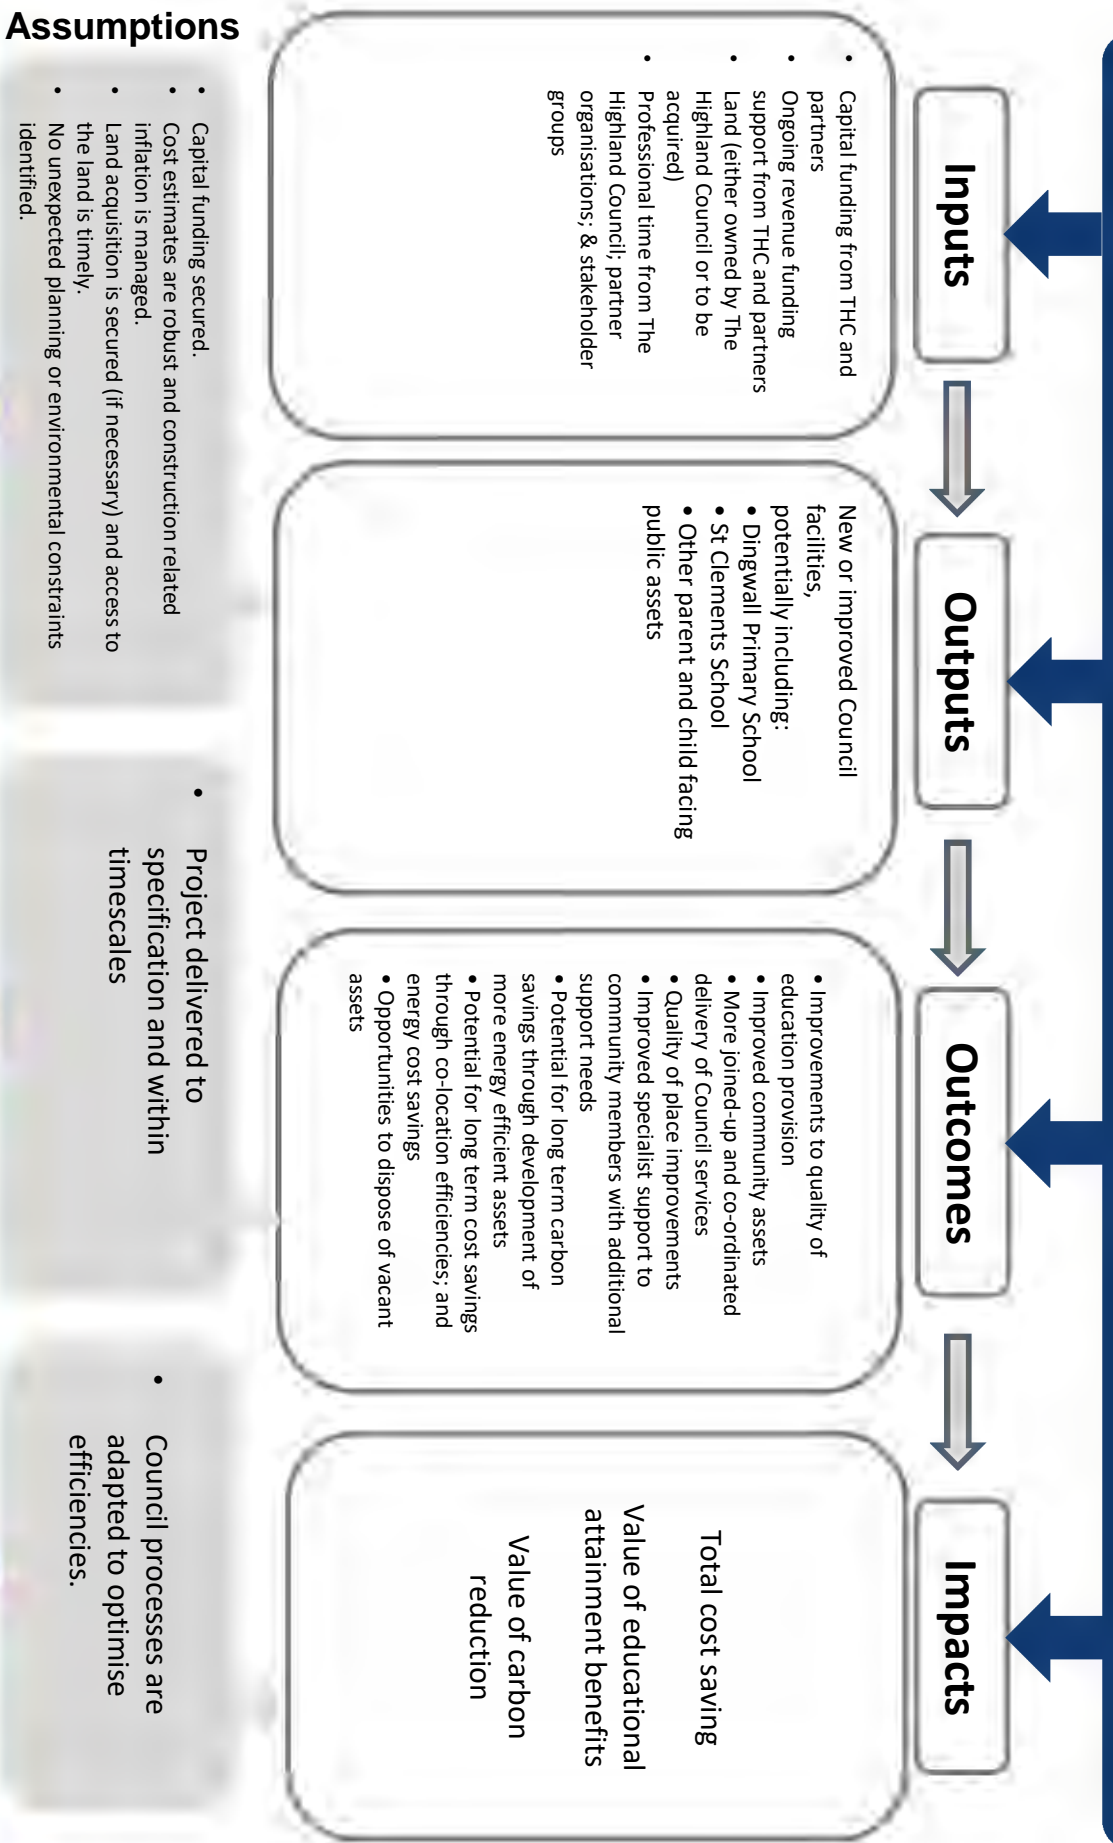 Assumptions
Inputs
Outputs
Outcomes
Impacts
• Capital funding from THC and
partners
• Ongoing revenue funding
support from THC and partners
• Land (either owned by The
Highland Council or to be
acquired)
• Professional time from The
Highland Council; partner
organisations; & stakeholder
groups
New or improved Council
facilities,
potentially including:
• Dingwall Primary School
• St Clements School
• Other parent and child facing
public assets
• Improvements to quality of
education provision
• Improved community assets
• More joined-up and co-ordinated
delivery of Council services
• Quality of place improvements
• Improved specialist support to
community members with additional
support needs
• Potential for long term carbon
savings through development of
more energy efficient assets
• Potential for long term cost savings
through co-location efficiencies; and
energy cost savings
• Opportunities to dispose of vacant
assets
Total cost saving
Value of educational
attainment benefits
Value of carbon
reduction
• Capital funding secured.
• Cost estimates are robust and construction related
inflation is managed.
• Land acquisition is secured (if necessary) and access to
the land is timely.
• No unexpected planning or environmental constraints
identified.
• Project delivered to
specification and within
timescales
• Council processes are
adapted to optimise
efficiencies.